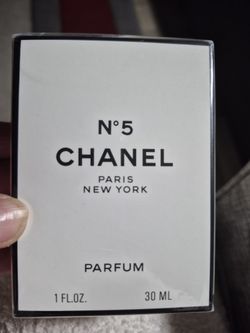 N°5
CHANEL
PARIS
NEW YORK
PARFUM
1 FL.OZ. 30 ML